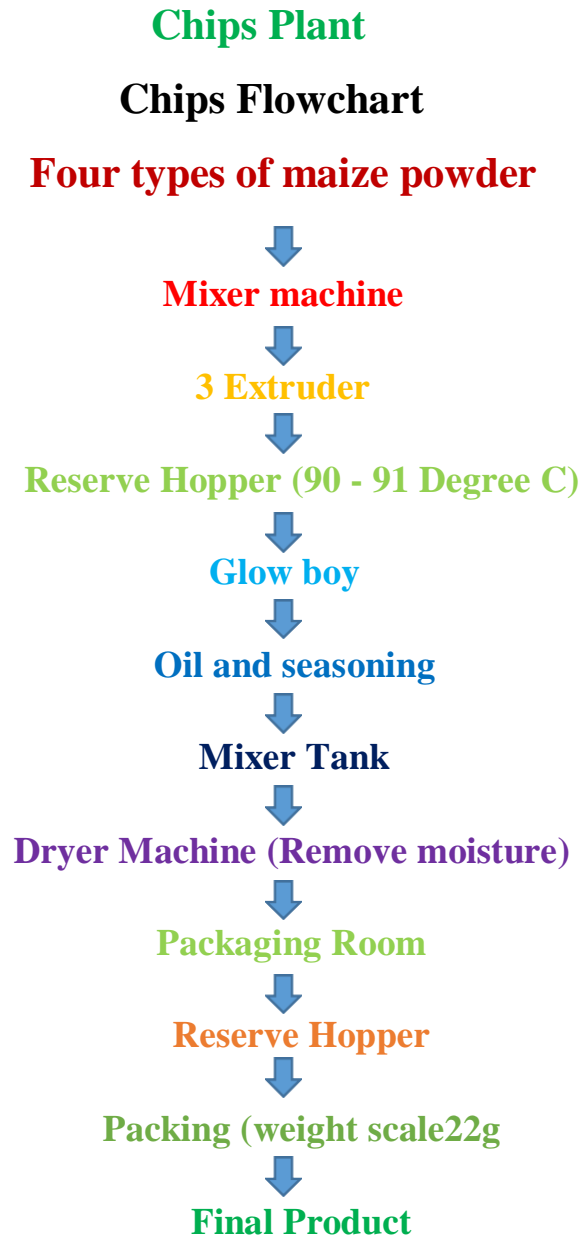 Chips Plant
Chips Flowchart
Four types of maize powder
Mixer machine
3 Extruder
Reserve Hopper (90 - 91 Degree C)
Glow boy
Oil and seasoning
Mixer Tank
Dryer Machine (Remove moisture)
Packaging Room
Reserve Hopper
Packing (weight scale22g
Final Product